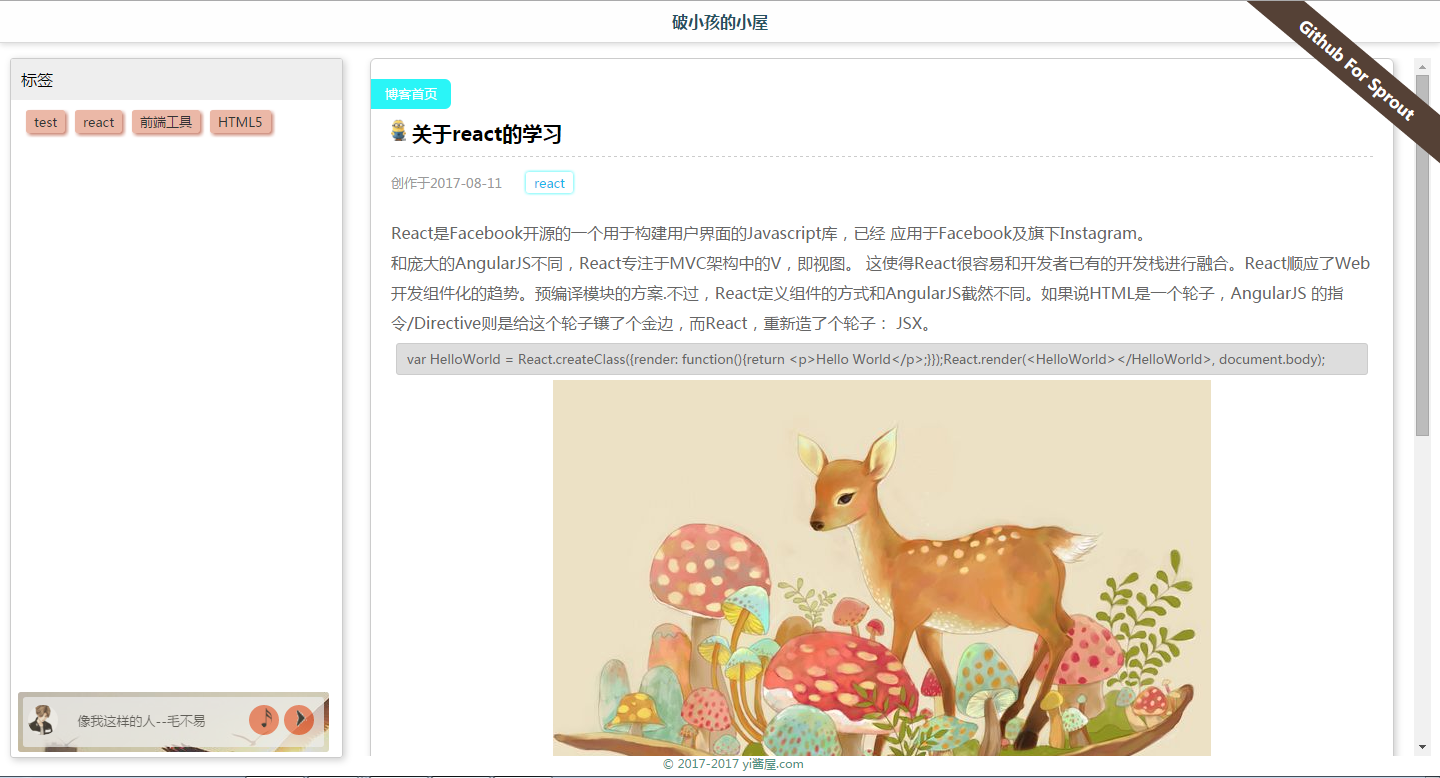 破小孩的小屋
Github For Sprout
标签
test react 前端工具 HTML5
博客首页
关于react的学习
创作于2017-08-11 react
React是Facebook开源的一个用于构建用户界面的Javascript库，已经 应用于Facebook及旗下Instagram。
和庞大的AngularJS不同，React专注于MVC架构中的V，即视图。 这使得React很容易和开发者已有的开发栈进行融合。React顺应了Web
开发组件化的趋势。预编译模块的方案.不过，React定义组件的方式和AngularJS截然不同。如果说HTML是一个轮子，AngularJS 的指
令/Directive则是给这个轮子镶了个金边，而React，重新造了个轮子： JSX。
var HelloWorld = React.createClass({render: function(){return <p>Hello World</p>;}});React.render(<HelloWorld></HelloWorld>, document.body);
像我这样的人--毛不易
© 2017-2017 yi酱屋.com